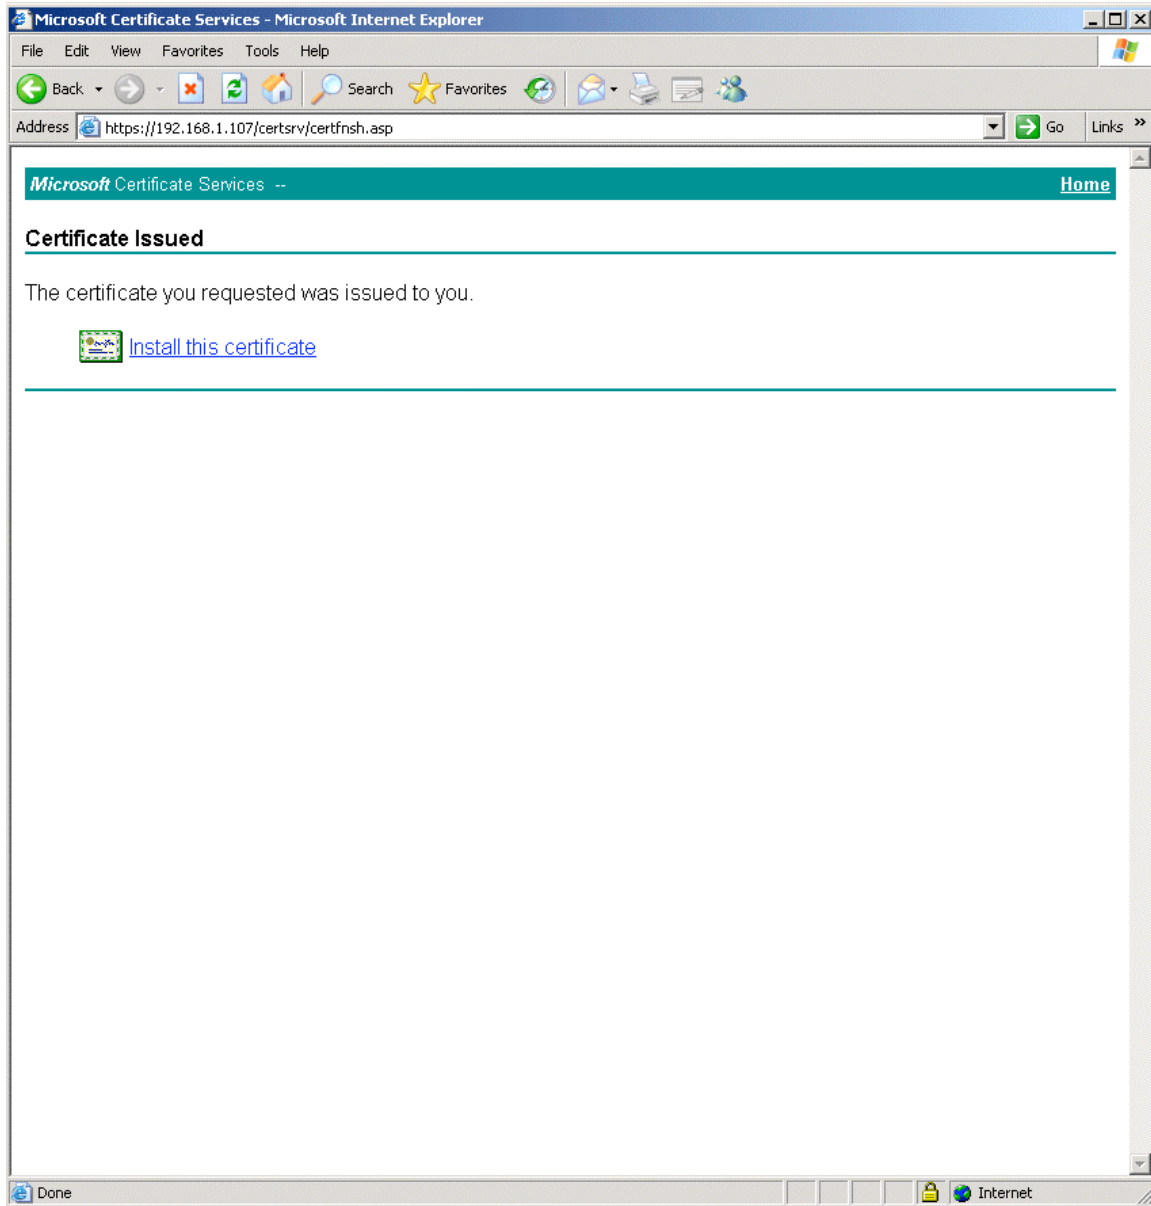 Microsoft Certificate Services - Microsoft Internet Explorer
File Edit View Favorites Tools Help
Back Search Favorites
Address https://192.168.1.107/certsrv/certfnsh.asp Go Links »
Microsoft Certificate Services -- Home
Certificate Issued
The certificate you requested was issued to you.
Install this certificate
Done Internet